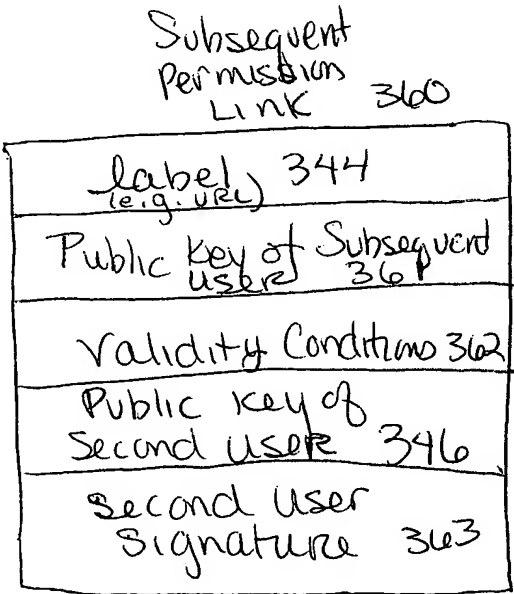 Subsequent
Permission
Link 360
label 344
(e.g. URL)
Public Key of Subsequent
user 361
Validity Conditions 362
Public Key of
Second User 346
Second User
Signature 363